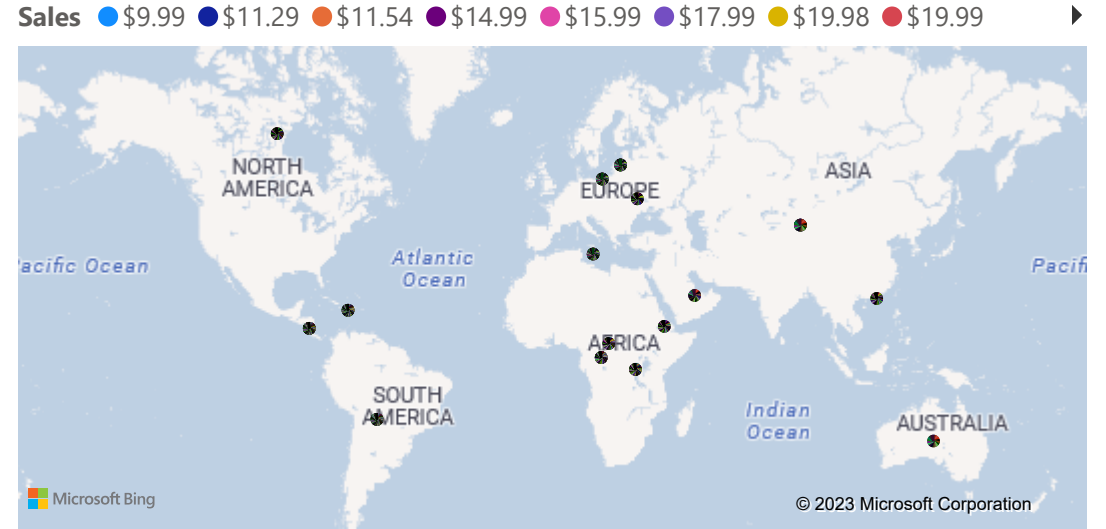 Sales $9.99 $11.29 $11.54 $14.99 $15.99 $17.99 $19.98 $19.99
NORTH
AMERICA
EUROPE
ASIA
Atlantic
Ocean
acific Ocean
Pacifi
AFRICA
SOUTH
AMERICA
Indian
Ocean
AUSTRALIA
Microsoft Bing
© 2023 Microsoft Corporation